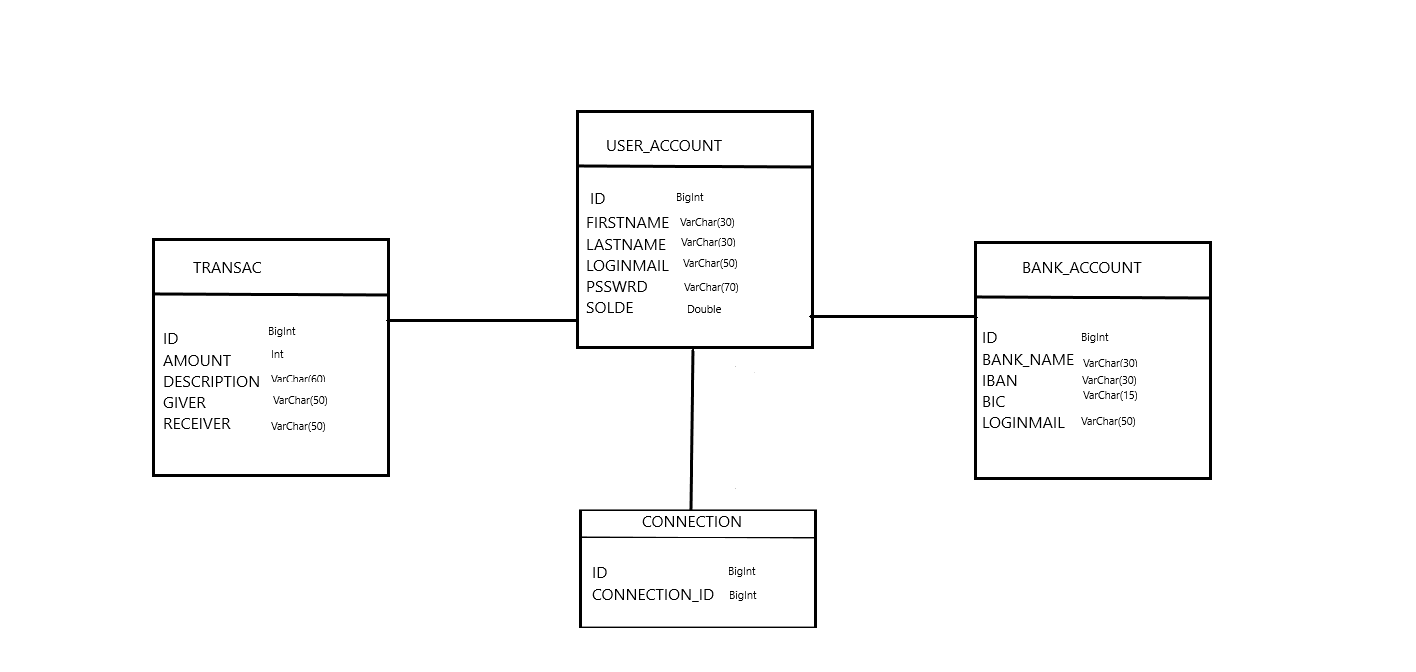 USER_ACCOUNT
ID BigInt
FIRSTNAME VarChar(30)
LASTNAME VarChar(30)
LOGINMAIL VarChar(50)
PSSWRD VarChar(70)
SOLDE Double
TRANSAC
ID BigInt
AMOUNT Int
DESCRIPTION VarChar(60)
GIVER VarChar(50)
RECEIVER VarChar(50)
BANK_ACCOUNT
ID BigInt
BANK_NAME VarChar(30)
IBAN VarChar(30)
BIC VarChar(15)
LOGINMAIL VarChar(50)
CONNECTION
ID BigInt
CONNECTION_ID BigInt